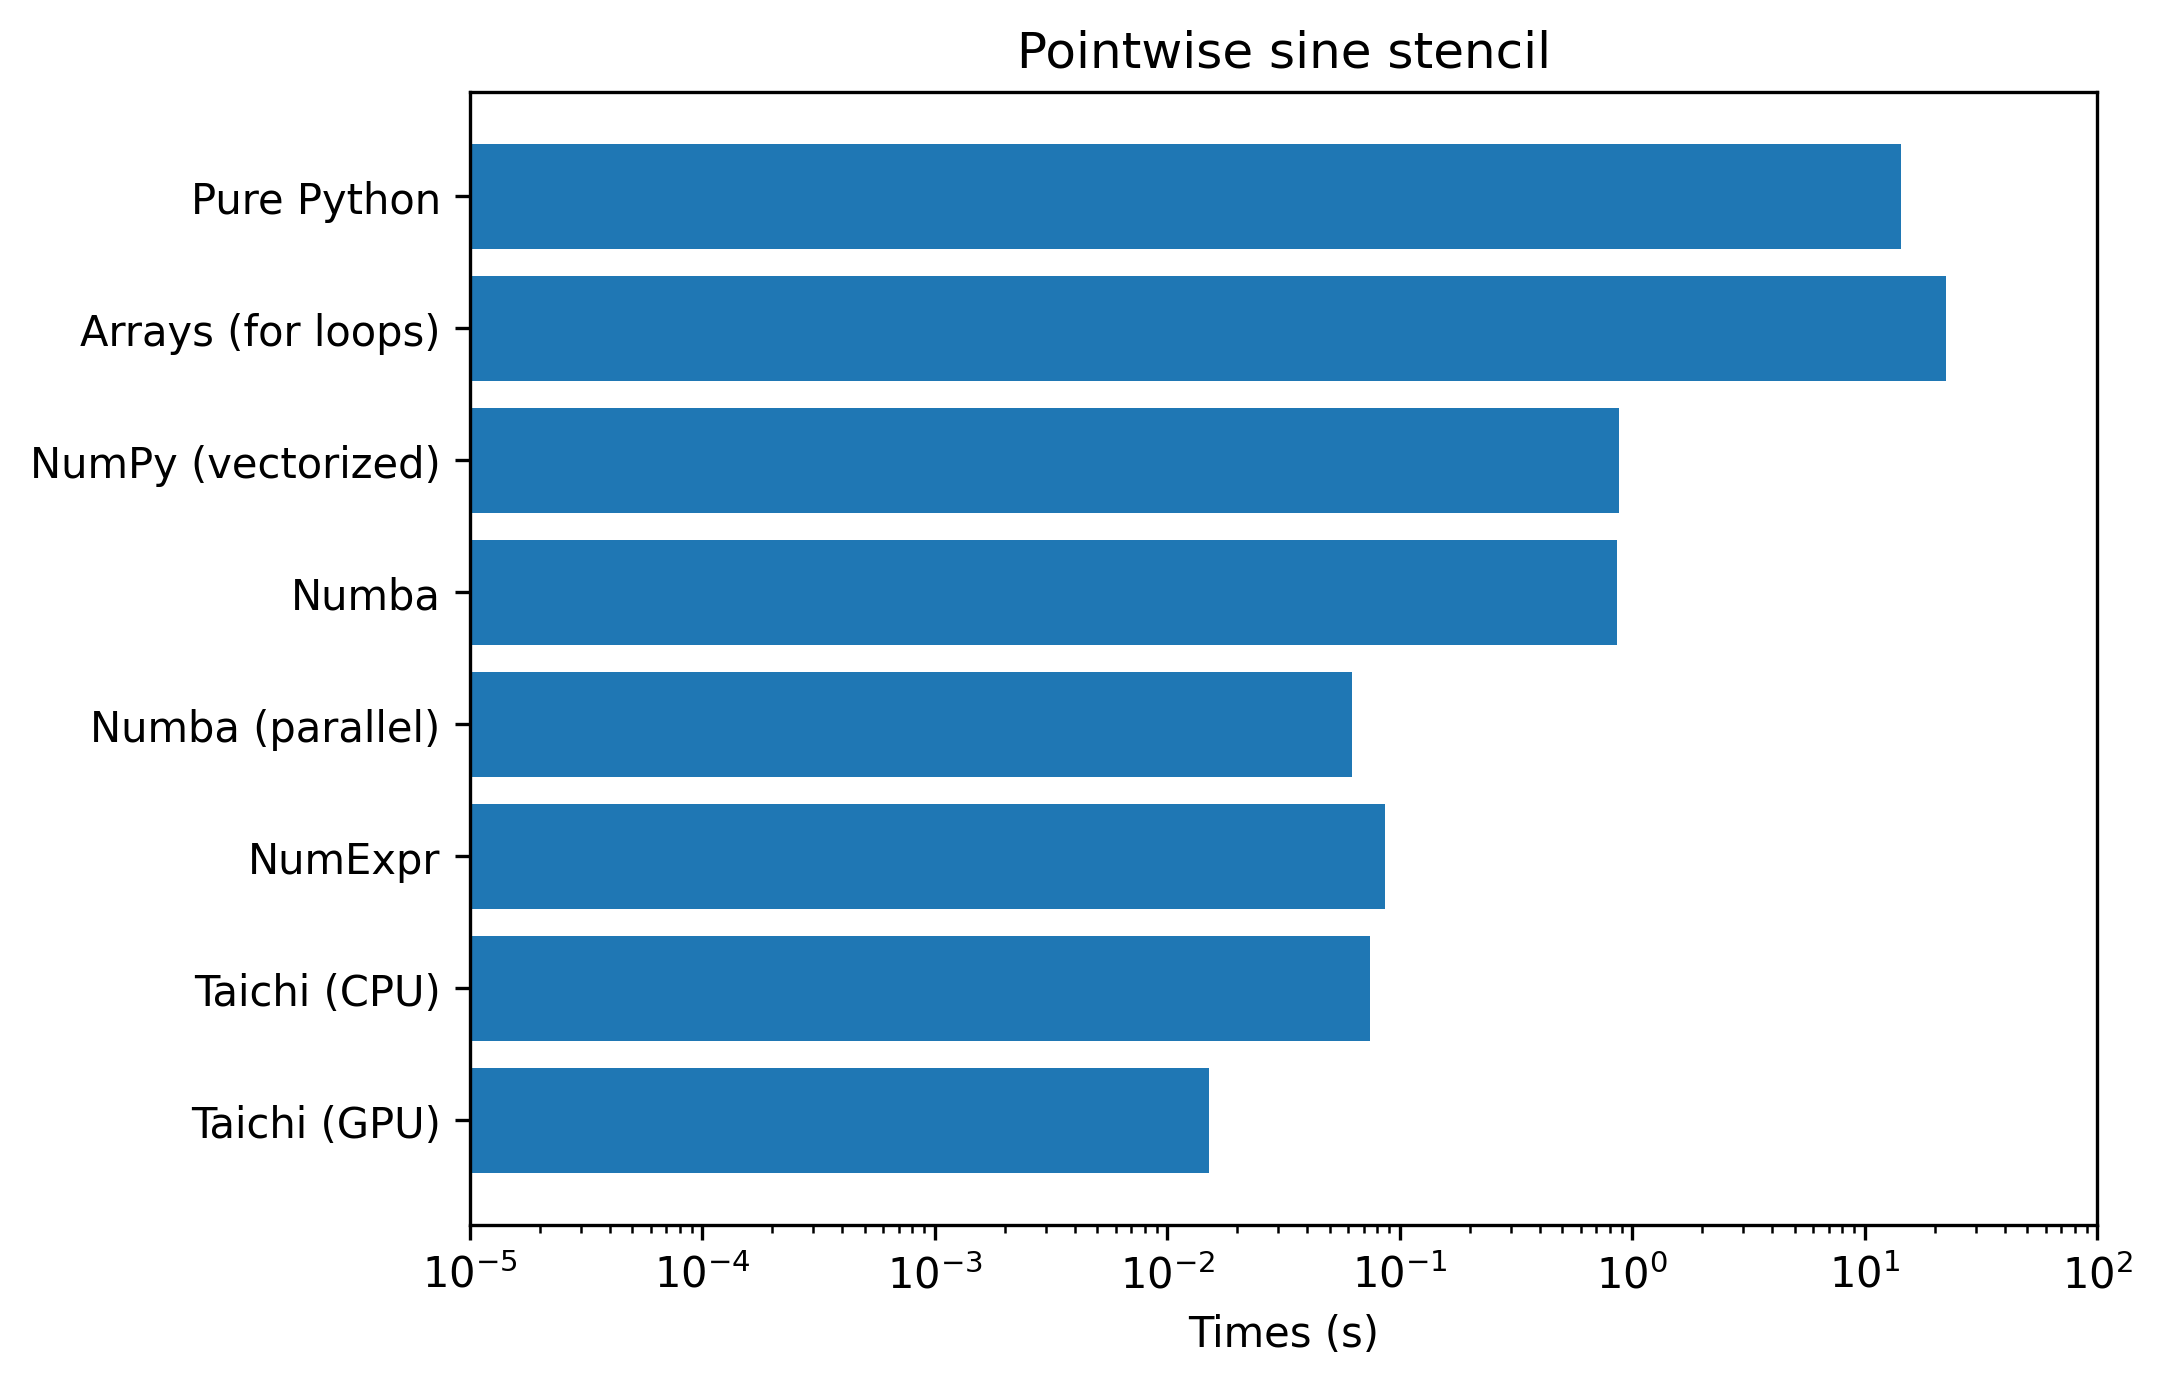 Pointwise sine stencil
Pure Python
Arrays (for loops)
NumPy (vectorized)
Numba
Numba (parallel)
NumExpr
Taichi (CPU)
Taichi (GPU)
10⁻⁵ 10⁻⁴ 10⁻³ 10⁻² 10⁻¹ 10⁰ 10¹ 10²
Times (s)